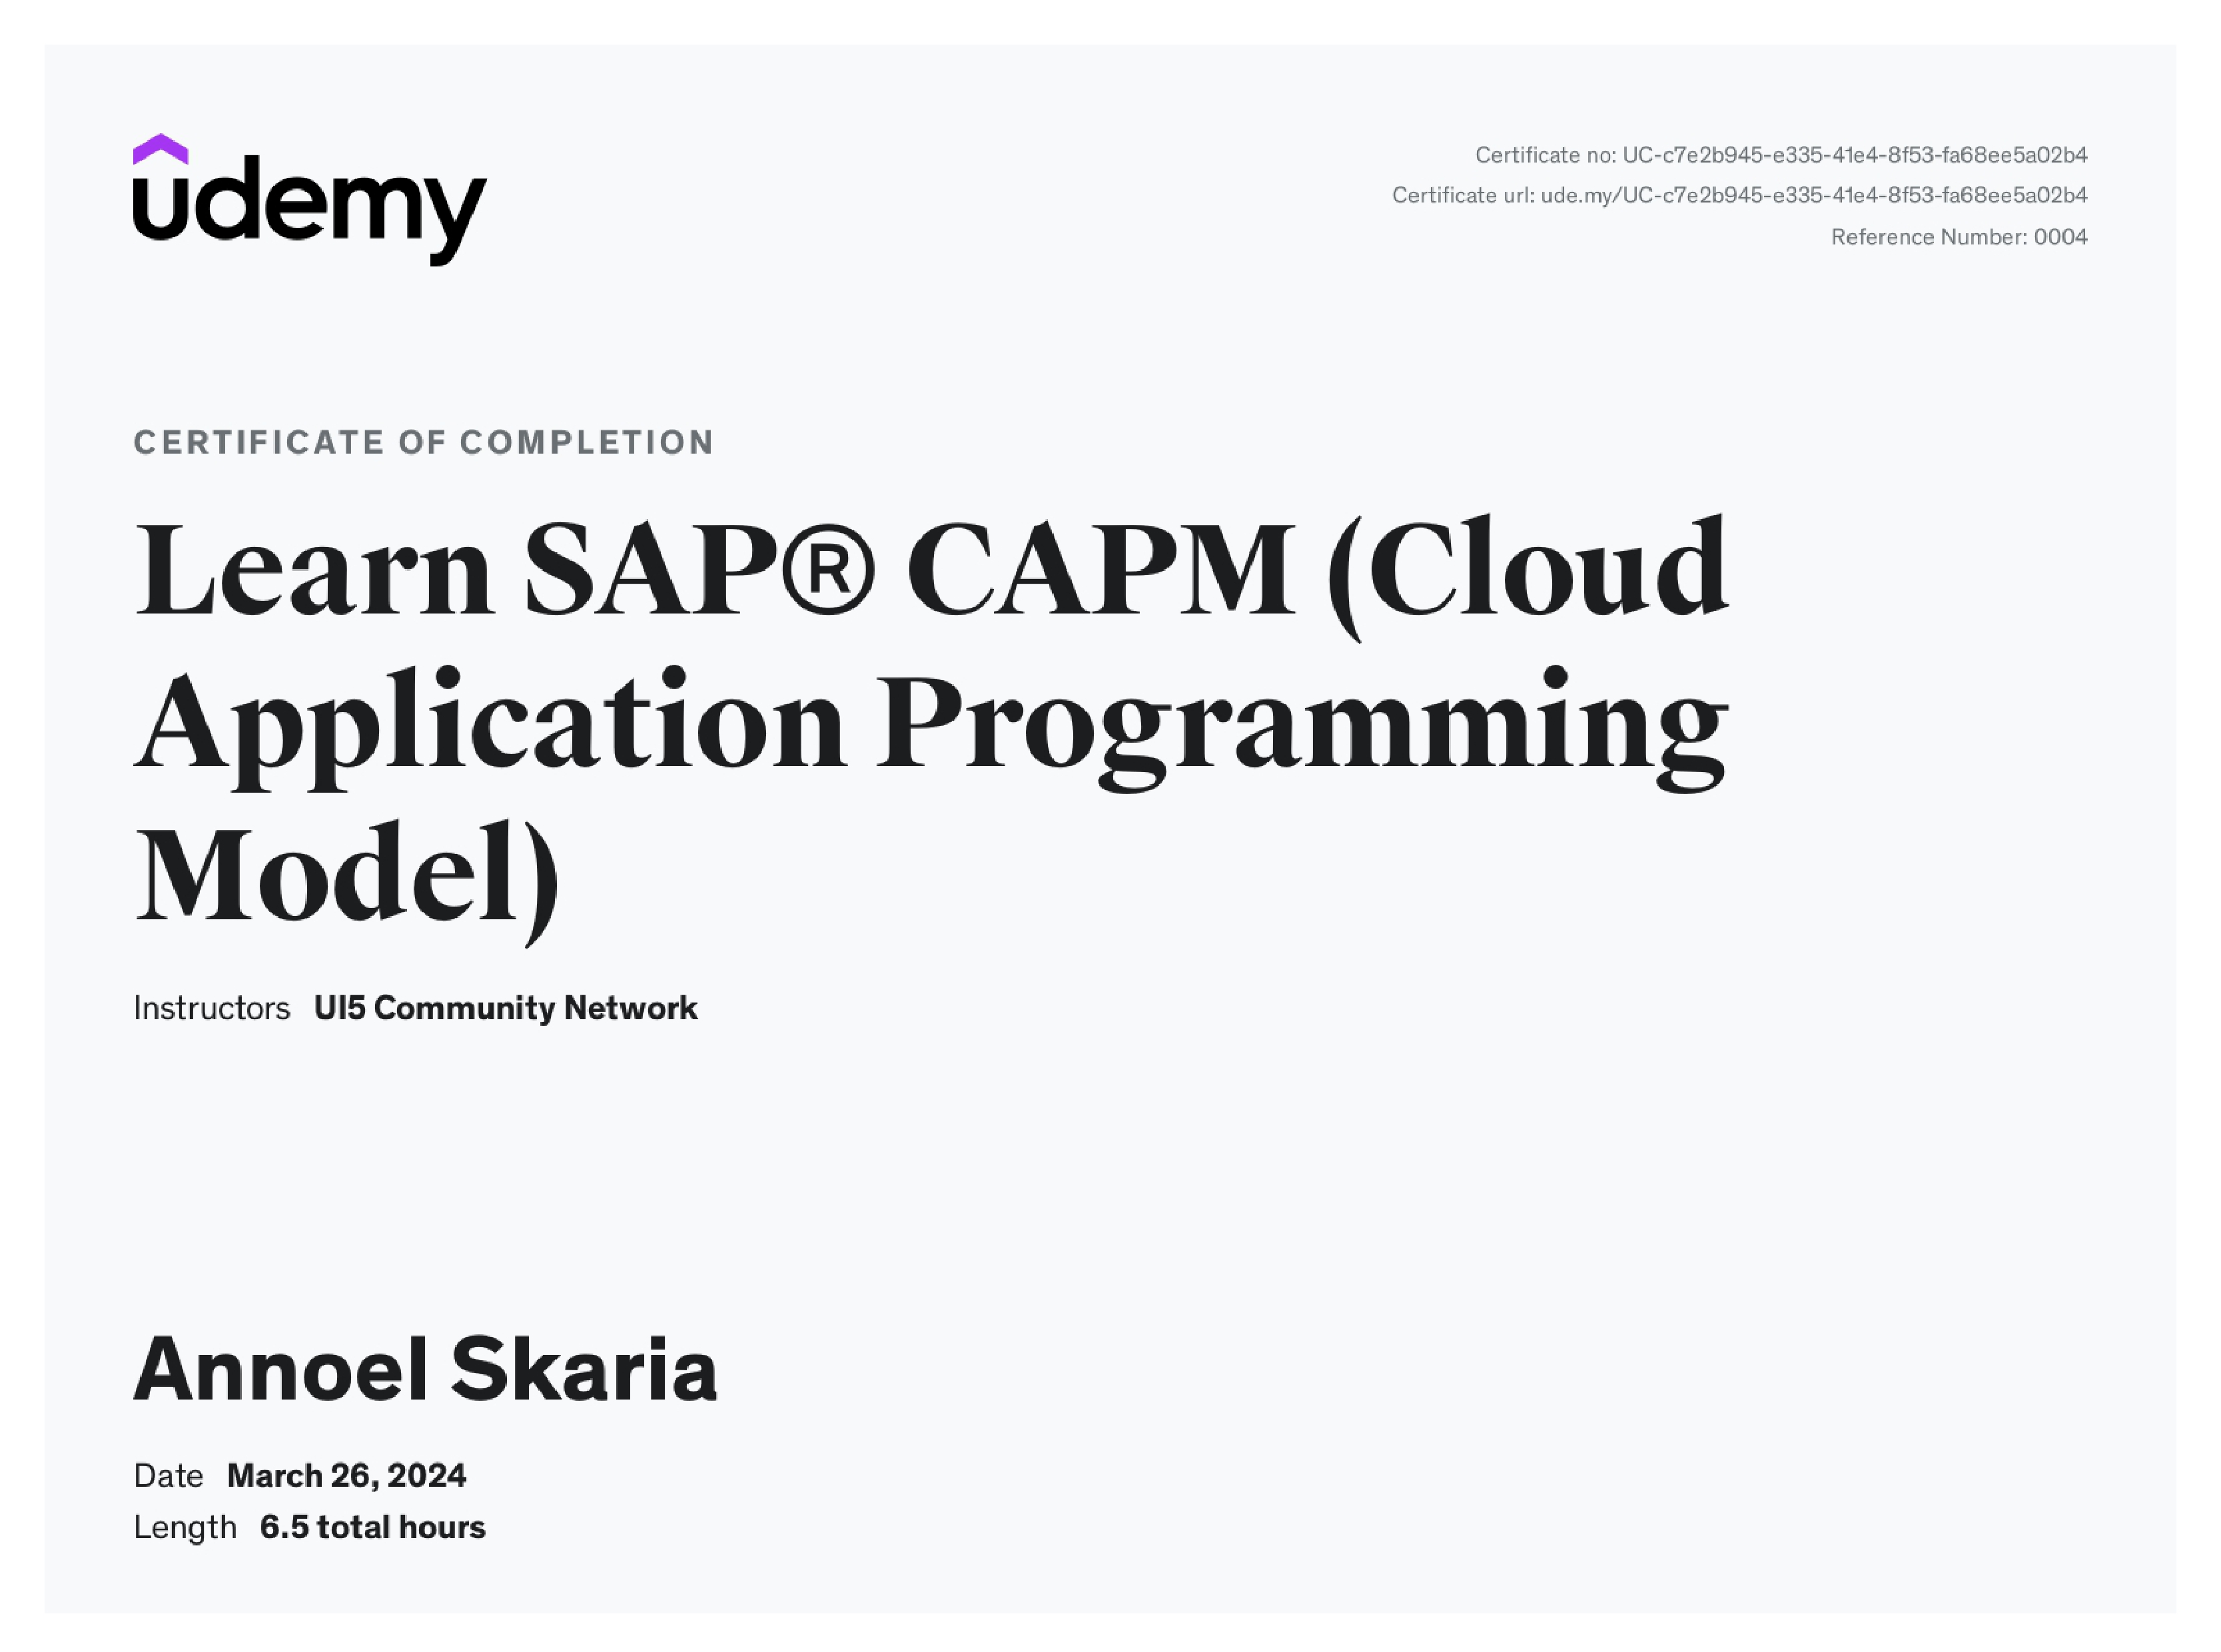 udemy
Certificate no: UC-c7e2b945-e335-41e4-8f53-fa68ee5a02b4
Certificate url: ude.my/UC-c7e2b945-e335-41e4-8f53-fa68ee5a02b4
Reference Number: 0004
CERTIFICATE OF COMPLETION
Learn SAP® CAPM (Cloud
Application Programming
Model)
Instructors UI5 Community Network
Annoel Skaria
Date March 26, 2024
Length 6.5 total hours